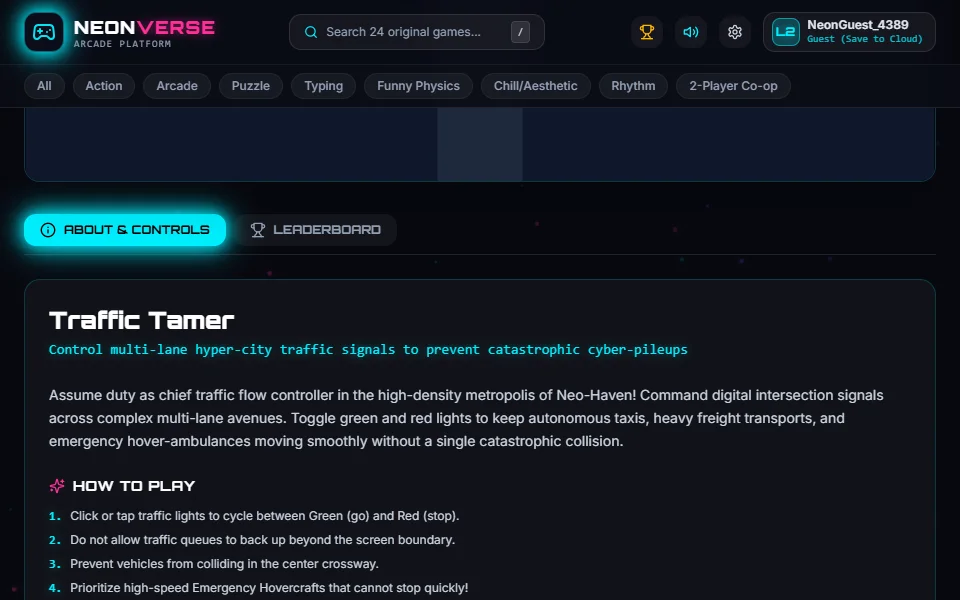 NEONVERSE
ARCADE PLATFORM
Search 24 original games...
/
L2
NeonGuest_4389
Guest (Save to Cloud)
All
Action
Arcade
Puzzle
Typing
Funny Physics
Chill/Aesthetic
Rhythm
2-Player Co-op
ABOUT & CONTROLS
LEADERBOARD
Traffic Tamer
Control multi-lane hyper-city traffic signals to prevent catastrophic cyber-pileups
Assume duty as chief traffic flow controller in the high-density metropolis of Neo-Haven! Command digital intersection signals
across complex multi-lane avenues. Toggle green and red lights to keep autonomous taxis, heavy freight transports, and
emergency hover-ambulances moving smoothly without a single catastrophic collision.
HOW TO PLAY
1. Click or tap traffic lights to cycle between Green (go) and Red (stop).
2. Do not allow traffic queues to back up beyond the screen boundary.
3. Prevent vehicles from colliding in the center crossway.
4. Prioritize high-speed Emergency Hovercrafts that cannot stop quickly!